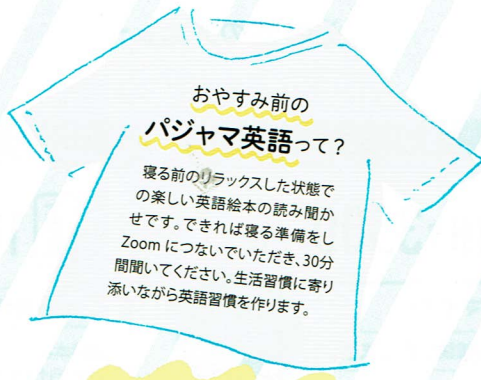 おやすみ前の
パジャマ英語って？
寝る前のリラックスした状態で
の楽しい英語絵本の読み聞か
せです。できれば寝る準備をし
Zoom につないでいただき、30分
間聞いてください。生活習慣に寄り
添いながら英語習慣を作ります。